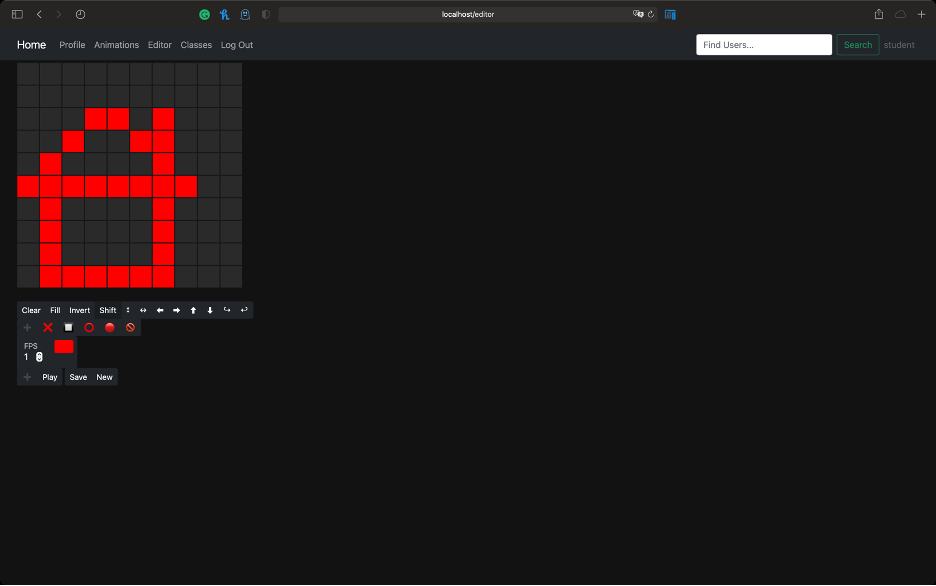 localhost/editor
Home Profile Animations Editor Classes Log Out Find Users... Search student
Clear Fill Invert Shift
FPS
1
Play Save New